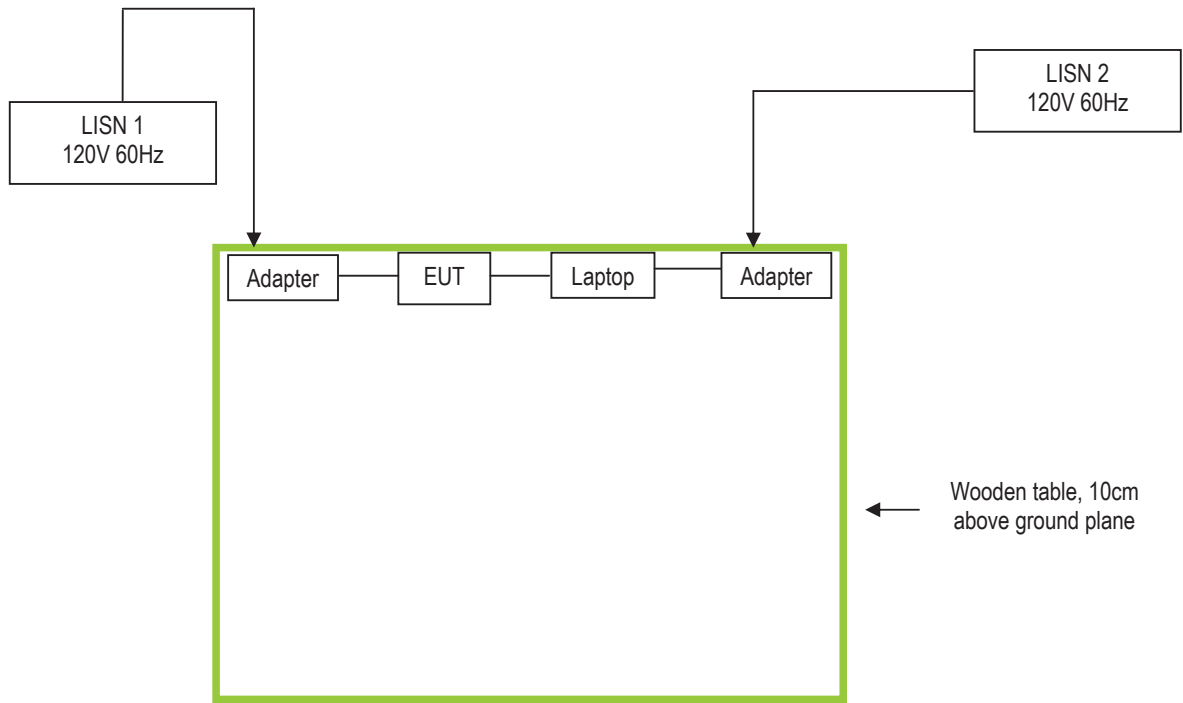 LISN 1
120V 60Hz
LISN 2
120V 60Hz
Adapter
EUT
Laptop
Adapter
Wooden table, 10cm
above ground plane